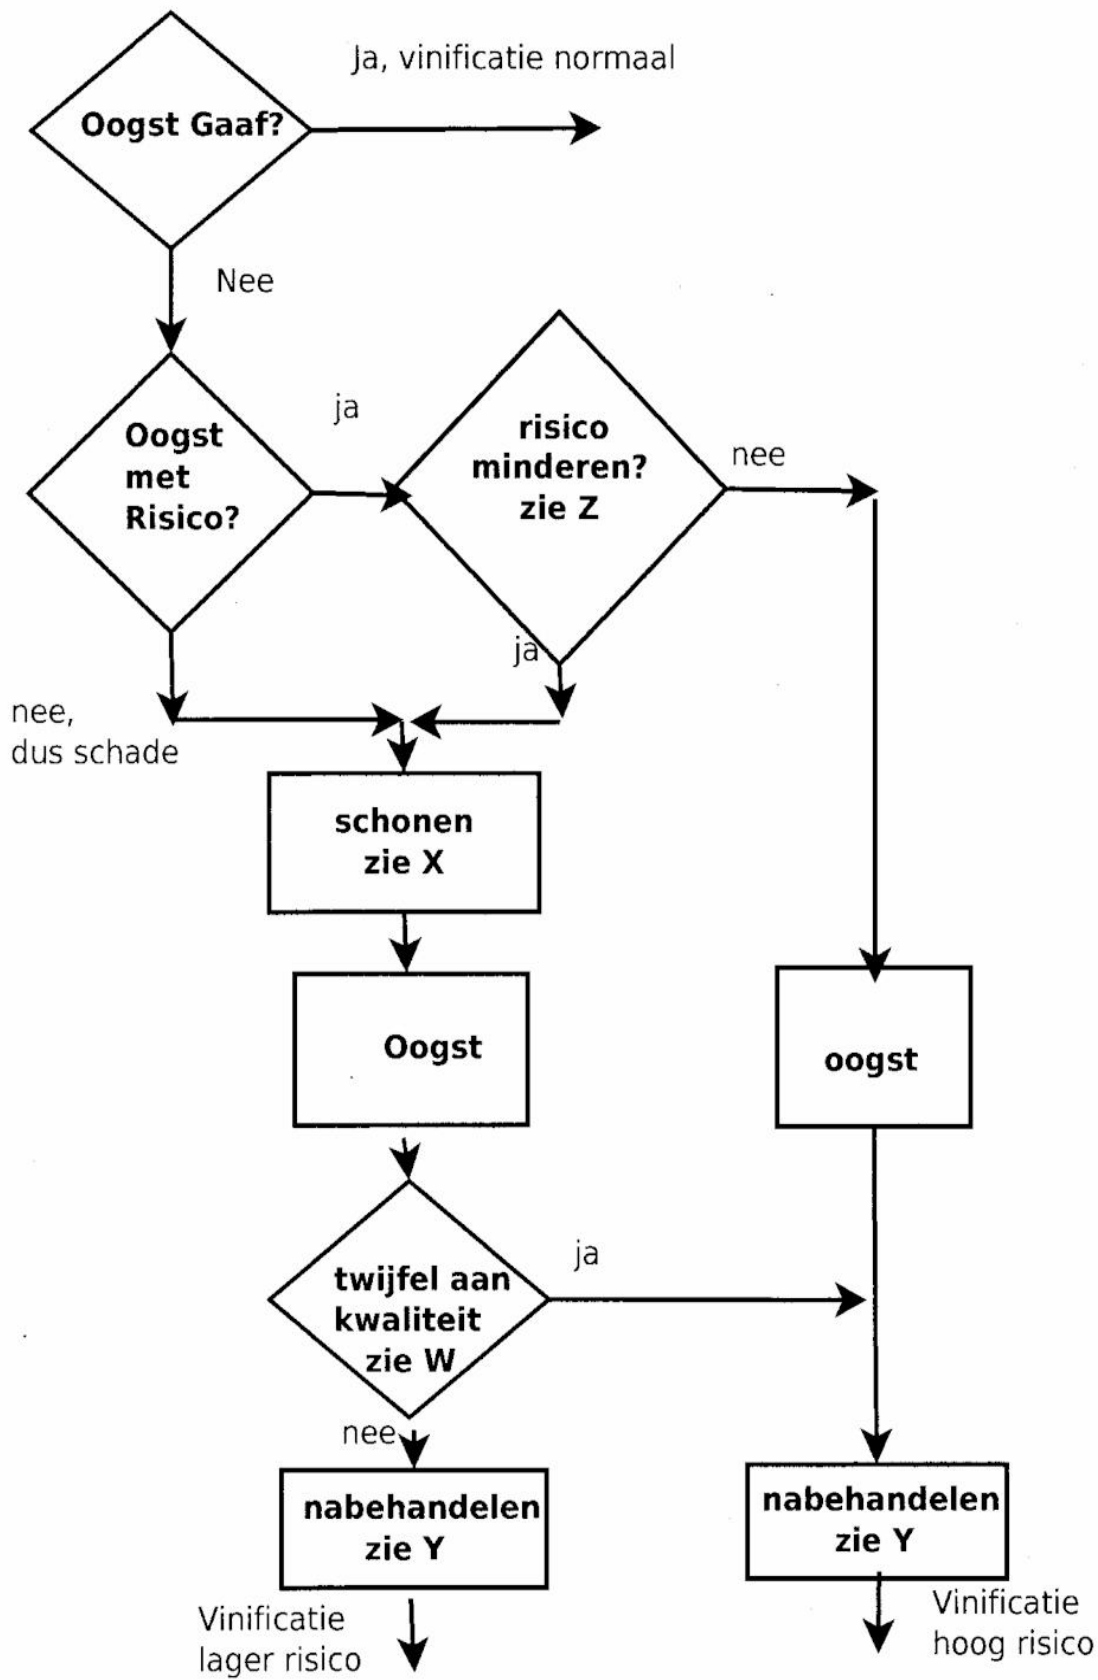 Ja, vinificatie normaal
Oogst Gaaf?
Nee
Oogst
met
Risico?
ja
risico
minderen?
zie Z
nee
ja
nee,
dus schade
schonen
zie X
Oogst
oogst
twijfel aan
kwaliteit
zie W
ja
nee
nabehandelen
zie Y
nabehandelen
zie Y
Vinificatie
lager risico
Vinificatie
hoog risico